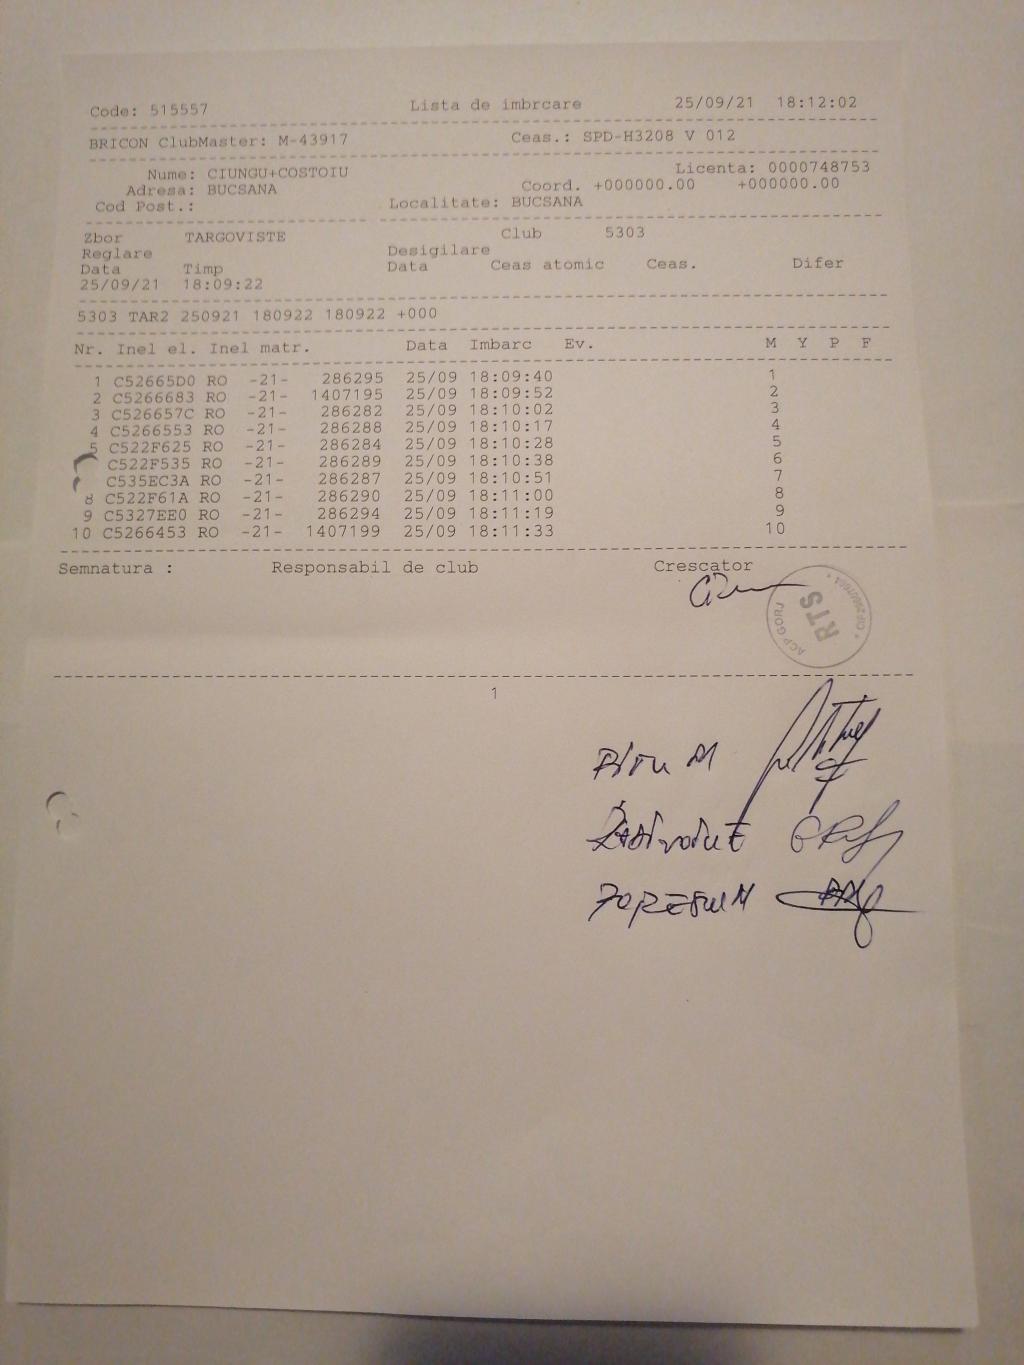 Code: 515557 Lista de imbrcare 25/09/21 18:12:02
BRICON ClubMaster: M-43917 Ceas.: SPD-H3208 V 012
Nume: CIUNGU+COSTOIU Licenta: 0000748753
Adresa: BUCSANA Coord. +000000.00 +000000.00
Cod Post.: Localitate: BUCSANA
Zbor TARGOVISTE Club 5303
Reglare Desigilare
Data Timp Data Ceas atomic Ceas. Difer
25/09/21 18:09:22
5303 TAR2 250921 180922 180922 +000
Nr. Inel el. Inel matr. Data Imbarc Ev. M Y P F
1 C52665D0 RO -21- 286295 25/09 18:09:40 1
2 C5266683 RO -21- 1407195 25/09 18:09:52 2
3 C526657C RO -21- 286282 25/09 18:10:02 3
4 C5266553 RO -21- 286288 25/09 18:10:17 4
5 C522F625 RO -21- 286284 25/09 18:10:28 5
C522F535 RO -21- 286289 25/09 18:10:38 6
C535EC3A RO -21- 286287 25/09 18:10:51 7
8 C522F61A RO -21- 286290 25/09 18:11:00 8
9 C5327EE0 RO -21- 286294 25/09 18:11:19 9
10 C5266453 RO -21- 1407199 25/09 18:11:33 10
Semnatura : Responsabil de club Crescator
RTS
ACP GORJ
1